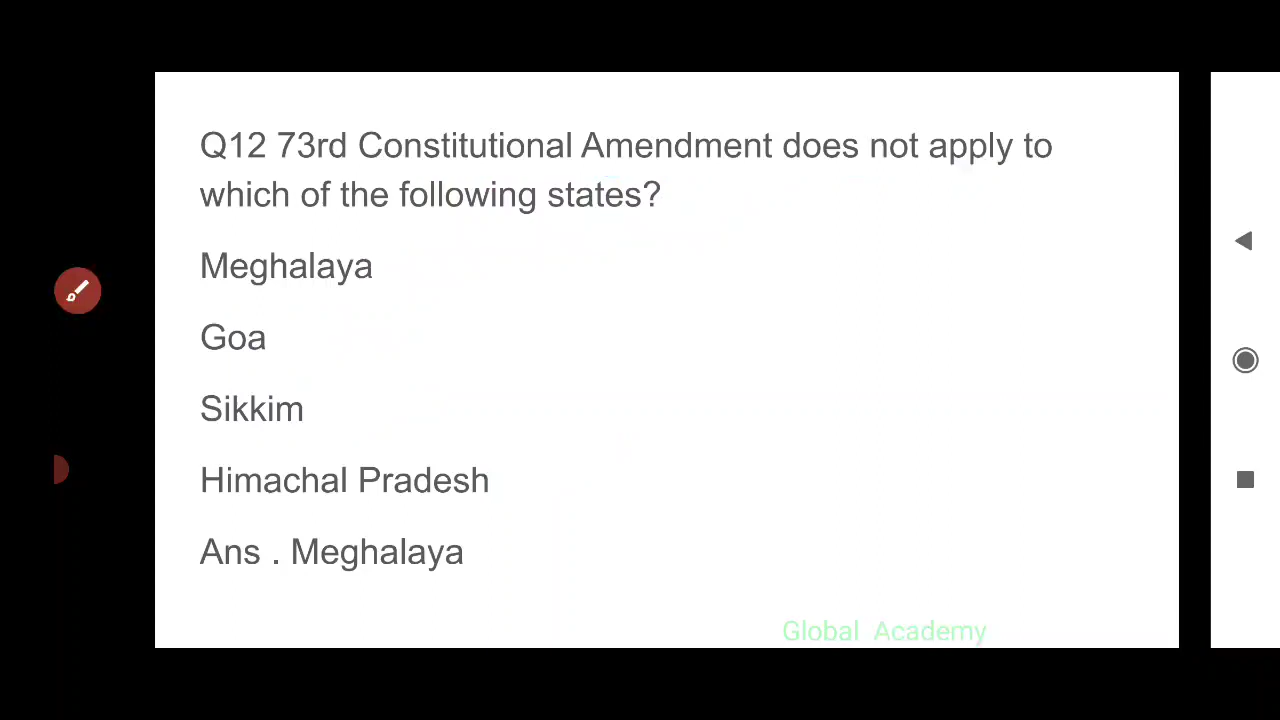 Q12 73rd Constitutional Amendment does not apply to
which of the following states?
Meghalaya
Goa
Sikkim
Himachal Pradesh
Ans . Meghalaya
Global Academy